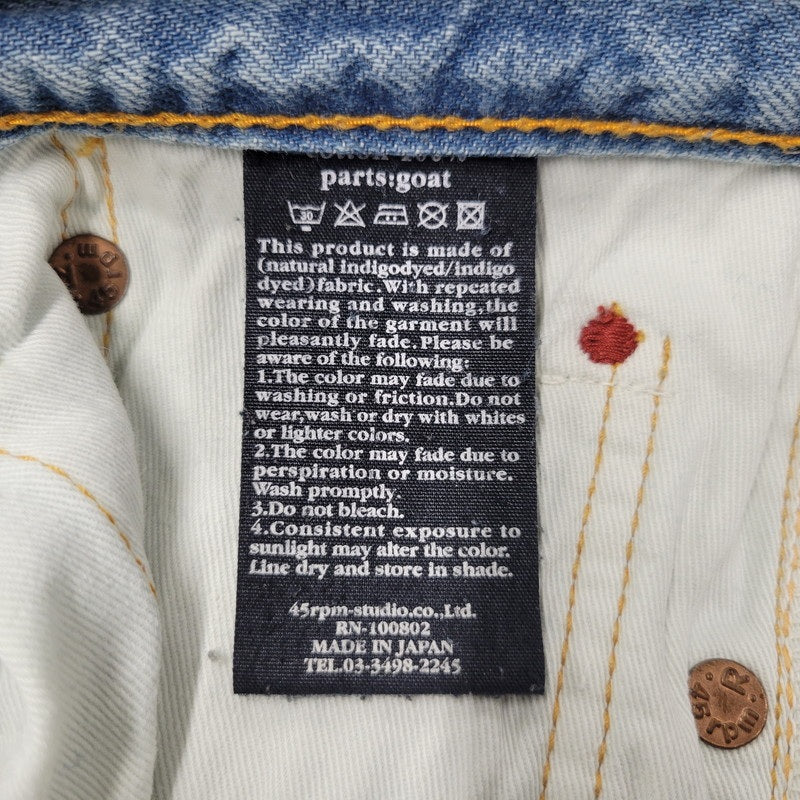 parts:goat
30
This product is made of
(natural indigodyed/indigo
dyed)fabric.With repeated
wearing and washing,the
color of the garment will
pleasantly fade.Please be
aware of the following:
1.The color may fade due to
washing or friction.Do not
wear,wash or dry with whites
or lighter colors.
2.The color may fade due to
perspiration or moisture.
Wash promptly.
3.Do not bleach.
4.Consistent exposure to
sunlight may alter the color.
Line dry and store in shade.
45rpm-studio.co.,Ltd.
RN-100802
MADE IN JAPAN
TEL.03-3498-2245
45rpm
R
45 rpm